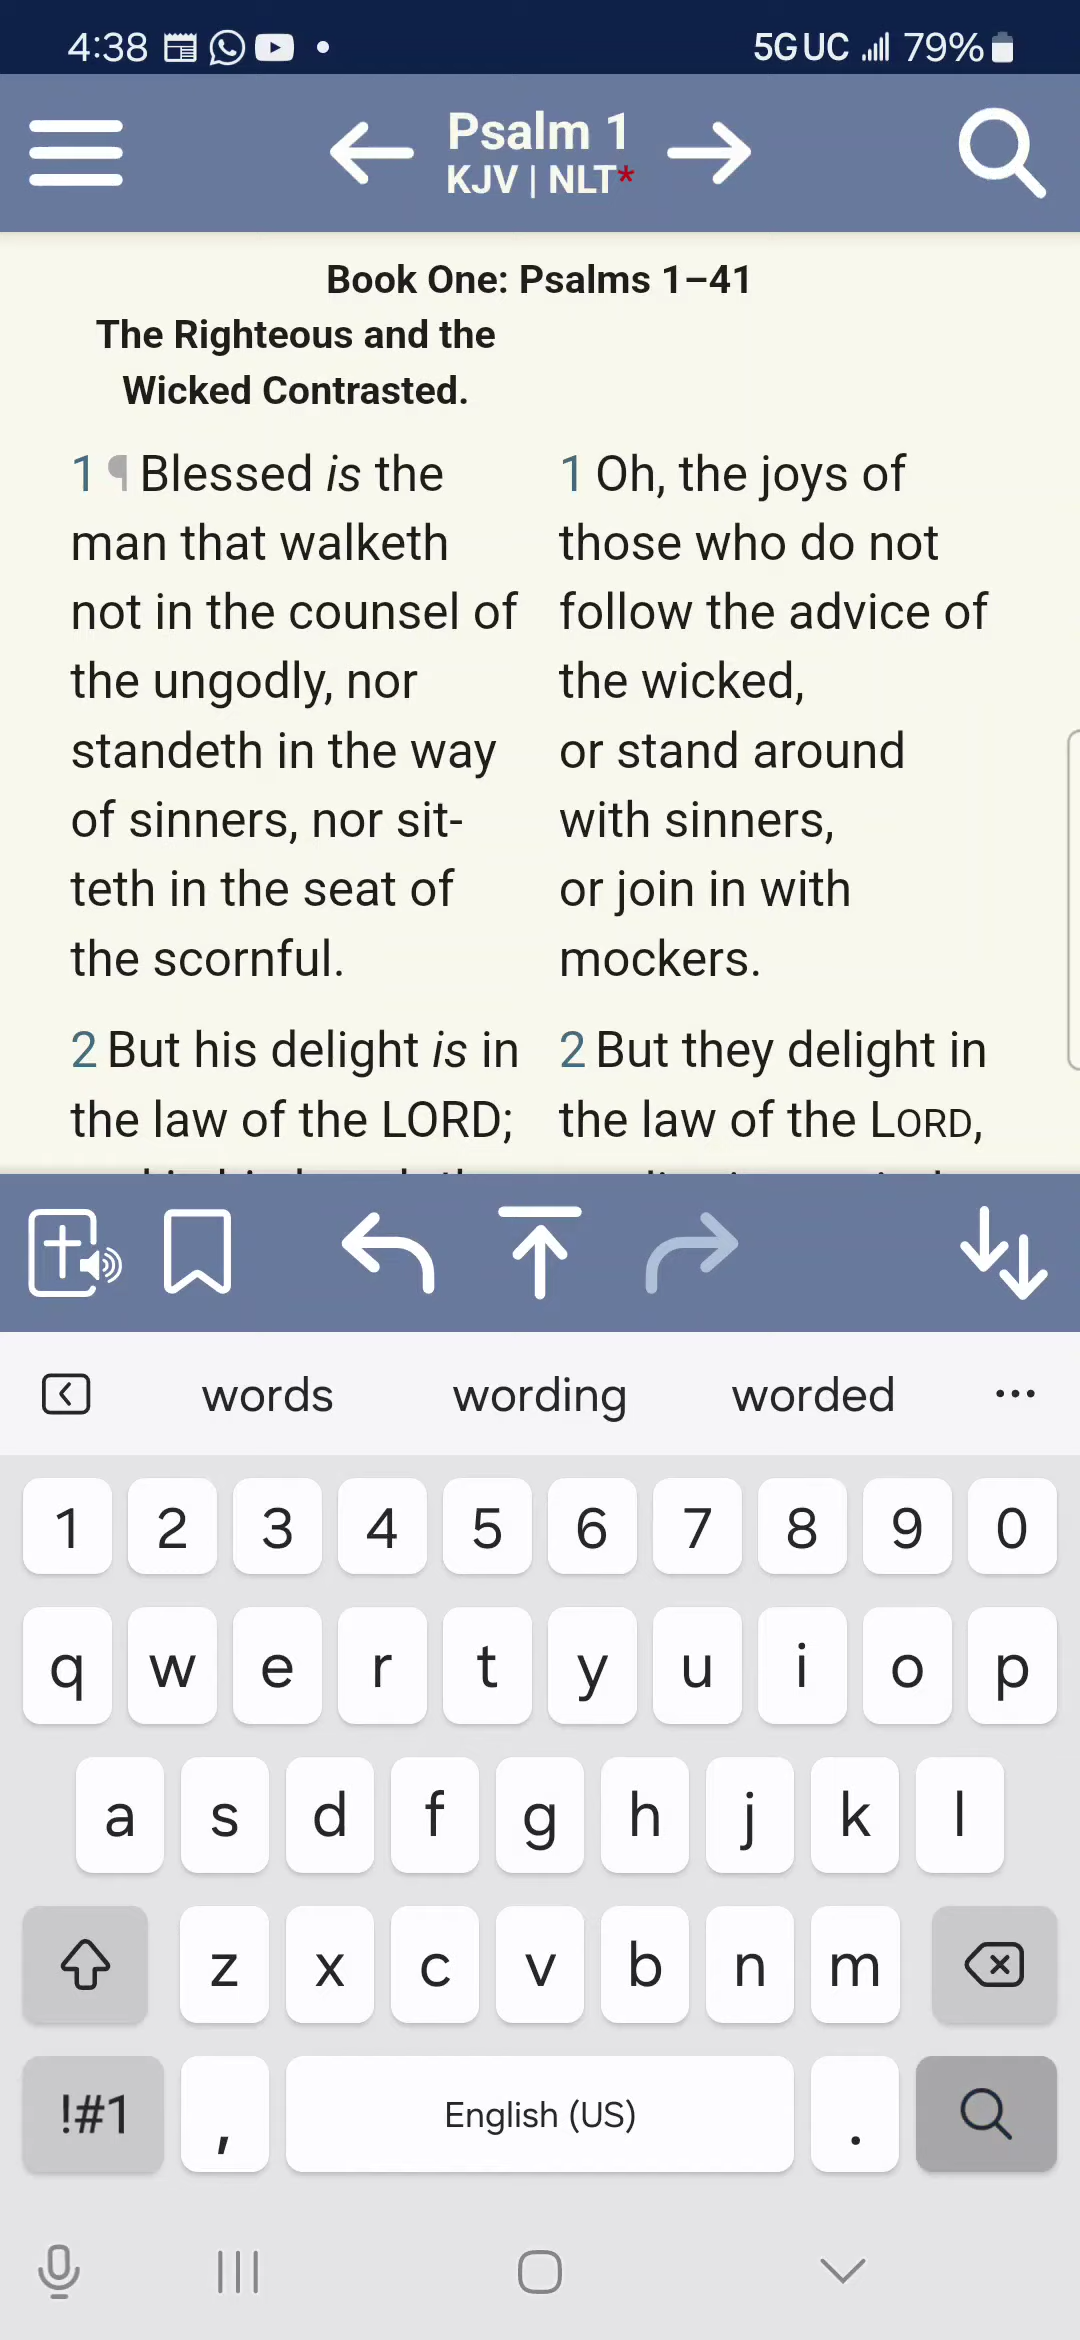 4:38 5G UC 79%
Psalm 1
KJV | NLT*
Book One: Psalms 1–41
The Righteous and the
Wicked Contrasted.
1 ¶ Blessed is the
man that walketh
not in the counsel of
the ungodly, nor
standeth in the way
of sinners, nor sit-
teth in the seat of
the scornful.
2 But his delight is in
the law of the LORD;
1 Oh, the joys of
those who do not
follow the advice of
the wicked,
or stand around
with sinners,
or join in with
mockers.
2 But they delight in
the law of the LORD,
words wording worded ...
1 2 3 4 5 6 7 8 9 0
q w e r t y u i o p
a s d f g h j k l
z x c v b n m
!#1 , English (US) .